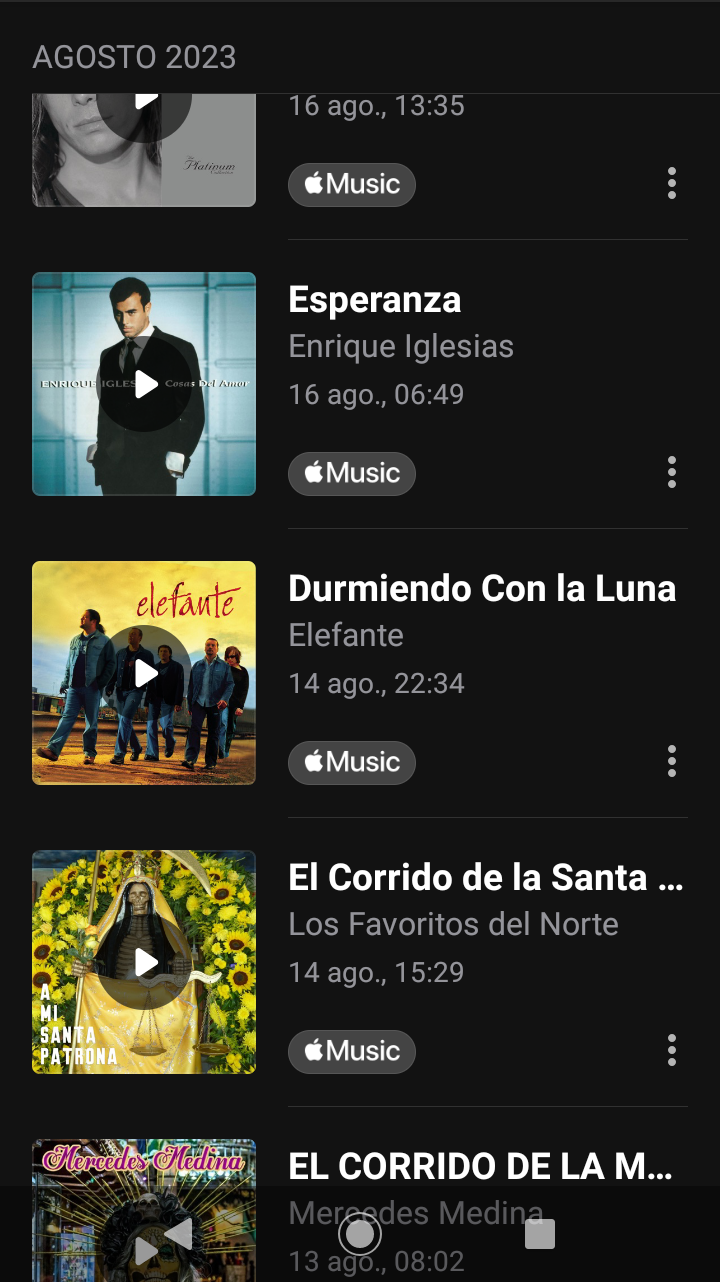 AGOSTO 2023
16 ago., 13:35
The
Platinum
Collection
Music
Esperanza
Enrique Iglesias
16 ago., 06:49
Cosas Del Amor
ENRIQUE IGLES
Music
elefante
Durmiendo Con la Luna
Elefante
14 ago., 22:34
Music
El Corrido de la Santa ...
Los Favoritos del Norte
14 ago., 15:29
A
MI
SANTA
PATRONA
Music
Mercedes Medina
EL CORRIDO DE LA M...
Mercedes Medina
13 ago., 08:02